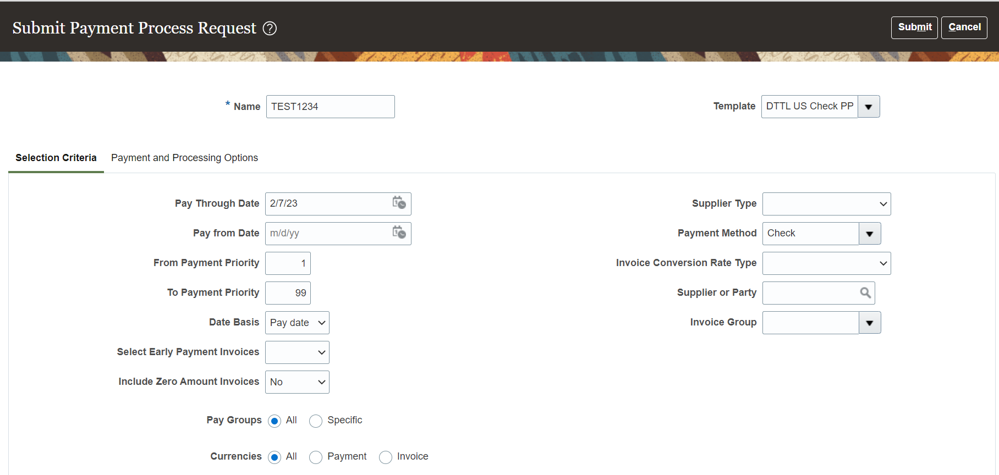 Submit Payment Process Request ?
Submit Cancel
* Name TEST1234
Template DTTL US Check PP
Selection Criteria Payment and Processing Options
Pay Through Date 2/7/23
Supplier Type
Pay from Date m/d/yy
Payment Method Check
From Payment Priority 1
Invoice Conversion Rate Type
To Payment Priority 99
Supplier or Party
Date Basis Pay date
Invoice Group
Select Early Payment Invoices
Include Zero Amount Invoices No
Pay Groups All Specific
Currencies All Payment Invoice